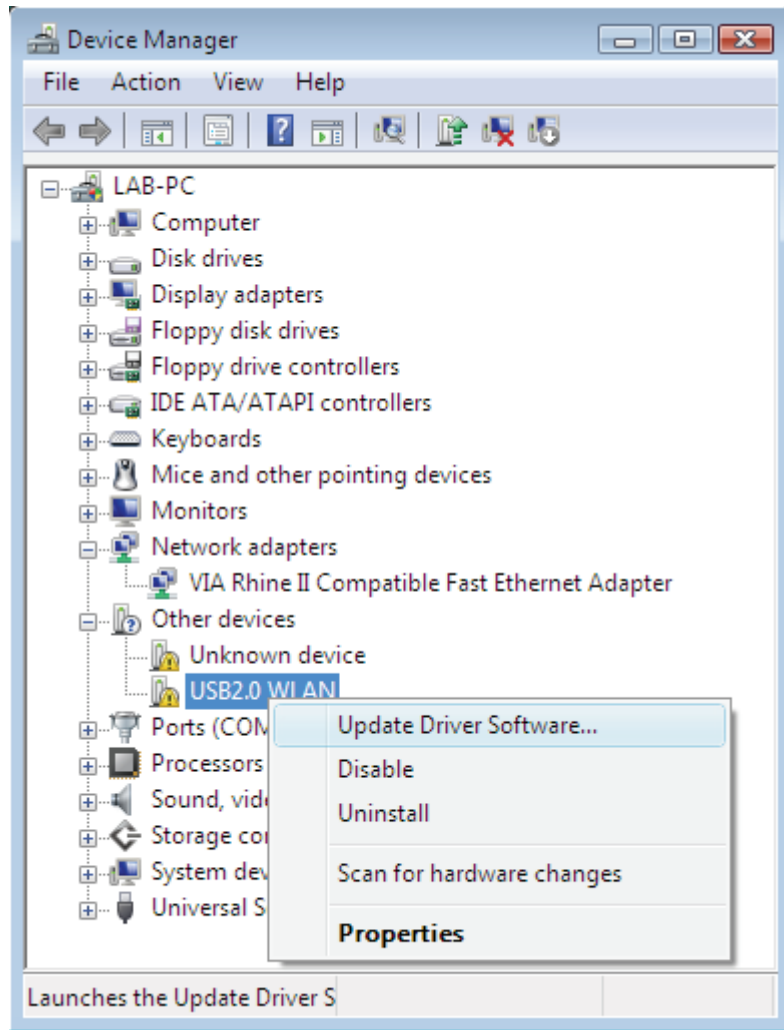 Device Manager
File Action View Help
LAB-PC
Computer
Disk drives
Display adapters
Floppy disk drives
Floppy drive controllers
IDE ATA/ATAPI controllers
Keyboards
Mice and other pointing devices
Monitors
Network adapters
VIA Rhine II Compatible Fast Ethernet Adapter
Other devices
Unknown device
USB2.0 WLAN
Ports (COM
Processors
Sound, vide
Storage co
System dev
Universal S
Update Driver Software...
Disable
Uninstall
Scan for hardware changes
Properties
Launches the Update Driver S